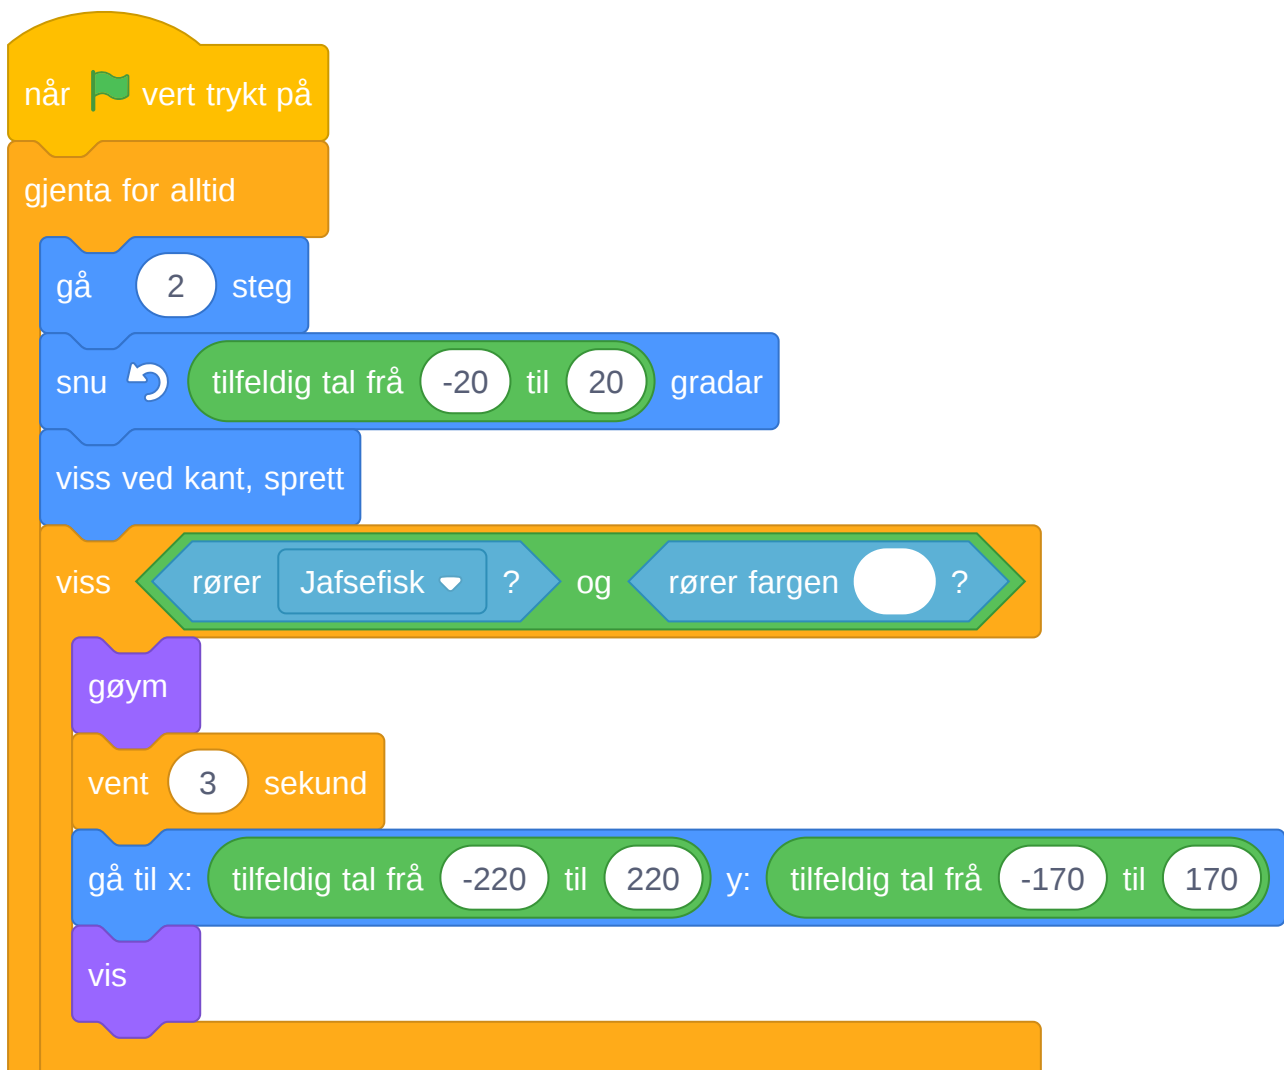 når vert trykt på
gjenta for alltid
gå 2 steg
snu tilfeldig tal frå -20 til 20 gradar
viss ved kant, sprett
viss rører Jafsefisk ? og rører fargen ?
gøym
vent 3 sekund
gå til x: tilfeldig tal frå -220 til 220 y: tilfeldig tal frå -170 til 170
vis